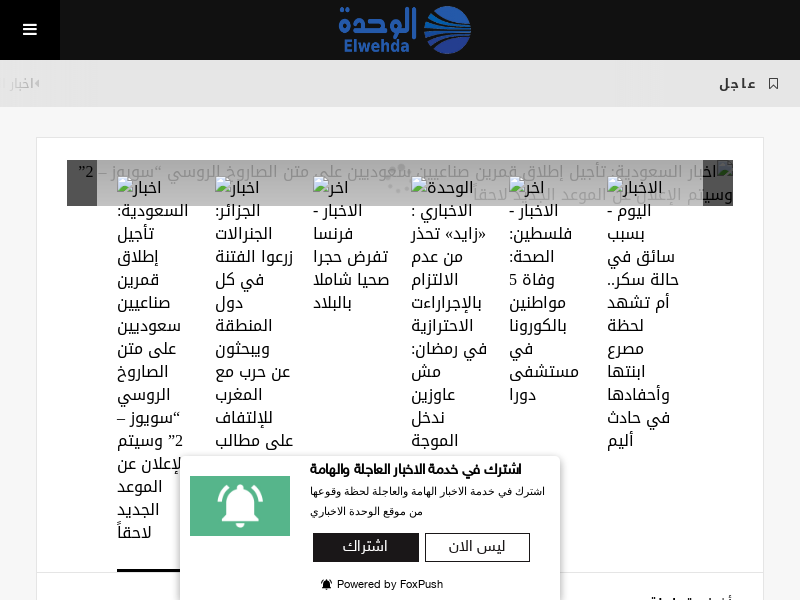 الوحدة
Elwehda
عاجل
اخبار
اخبار السعودية: تأجيل إطلاق قمرين صناعيين سعوديين على متن الصاروخ الروسي “سويوز – 2”
وسيتم الإعلان عن الموعد الجديد لاحقاً
الاخبار
اليوم -
بسبب
سائق في
حالة سكر..
أم تشهد
لحظة
مصرع
ابنتها
وأحفادها
في حادث
أليم
اخر
الاخبار -
فلسطين:
الصحة:
وفاة 5
مواطنين
بالكورونا
في
مستشفى
دورا
الوحدة
الاخباري :
«زايد» تحذر
من عدم
الالتزام
بالإجراراءت
الاحترازية
في رمضان:
مش
عاوزين
ندخل
الموجة
اخر
الاخبار -
فرنسا
تفرض حجرا
صحيا شاملا
بالبلاد
اخبار
الجزائر:
الجنرالات
زرعوا الفتنة
في كل
دول
المنطقة
ويبحثون
عن حرب مع
المغرب
للإلتفاف
على مطالب
اخبار
السعودية:
تأجيل
إطلاق
قمرين
صناعيين
سعوديين
على متن
الصاروخ
الروسي
“سويوز –
2” وسيتم
الإعلان عن
الموعد
الجديد
لاحقاً
اشترك في خدمة الاخبار العاجلة والهامة
اشترك في خدمة الاخبار الهامة والعاجلة لحظة وقوعها
من موقع الوحدة الاخباري
ليس الان
اشتراك
Powered by FoxPush